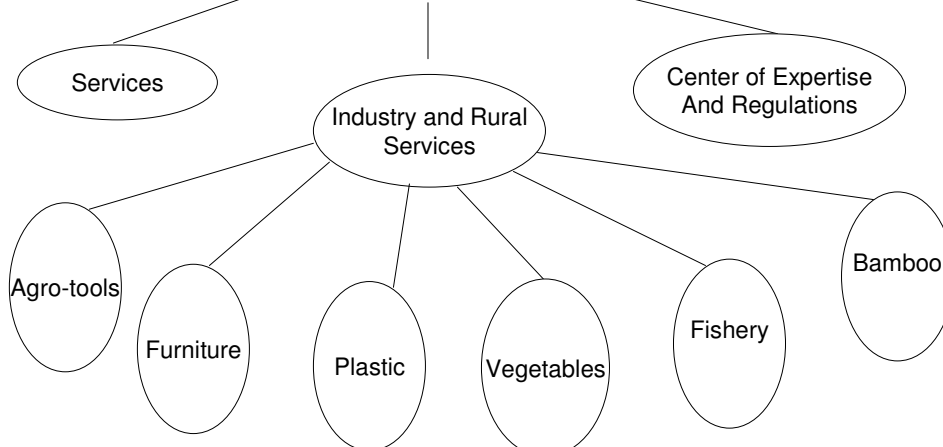 Services
Industry and Rural
Services
Center of Expertise
And Regulations
Agro-tools
Furniture
Plastic
Vegetables
Fishery
Bamboo